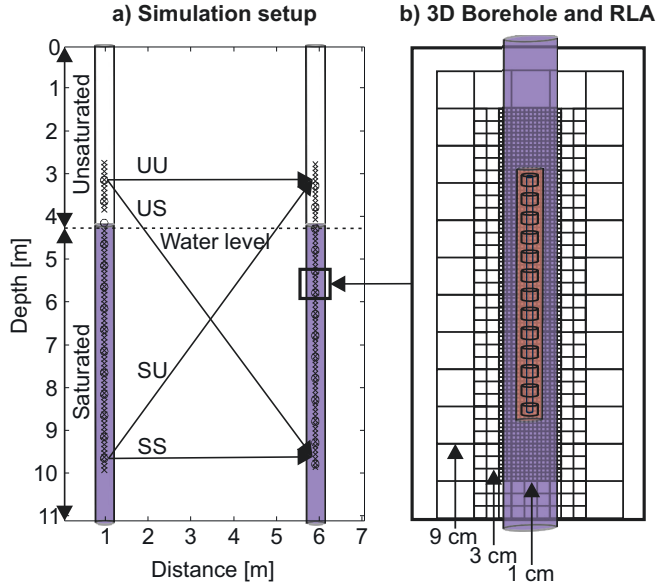 a) Simulation setup
b) 3D Borehole and RLA
0
1
2
3
4
5
6
7
8
9
10
11
Depth [m]
Unsaturated
Saturated
UU
US
Water level
SU
SS
1 2 3 4 5 6 7
Distance [m]
9 cm
3 cm
1 cm